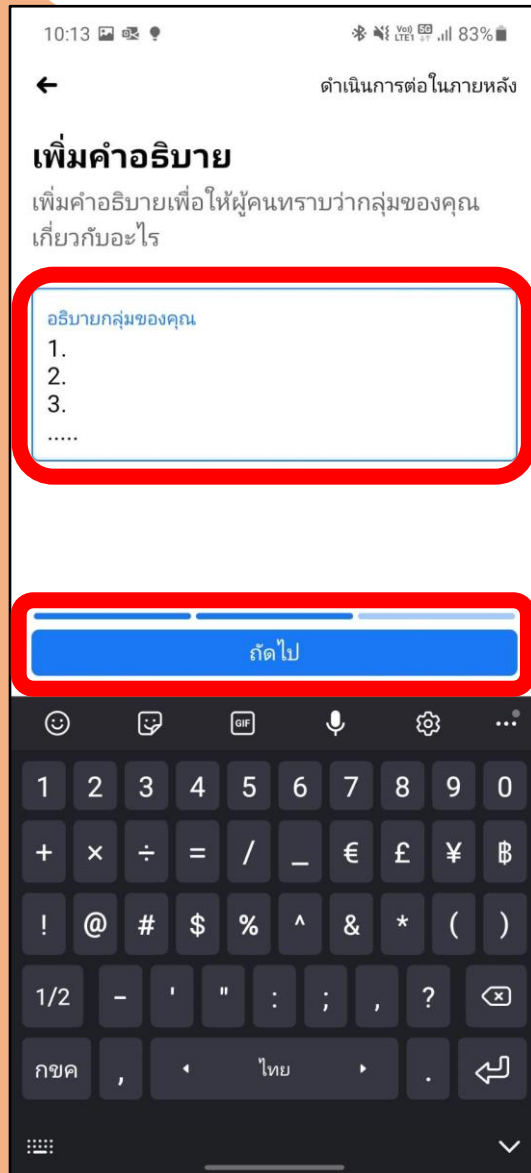 10:13 Vo) LTE1 5G 83%
ดำเนินการต่อในภายหลัง
เพิ่มคำอธิบาย
เพิ่มคำอธิบายเพื่อให้ผู้คนทราบว่ากลุ่มของคุณ
เกี่ยวกับอะไร
อธิบายกลุ่มของคุณ
1.
2.
3.
.....
ถัดไป
GIF
1 2 3 4 5 6 7 8 9 0
+ × ÷ = / _ € £ ¥ ฿
! @ # $ % ^ & * ( )
1/2 - ' " : ; , ?
กขค , ไทย .